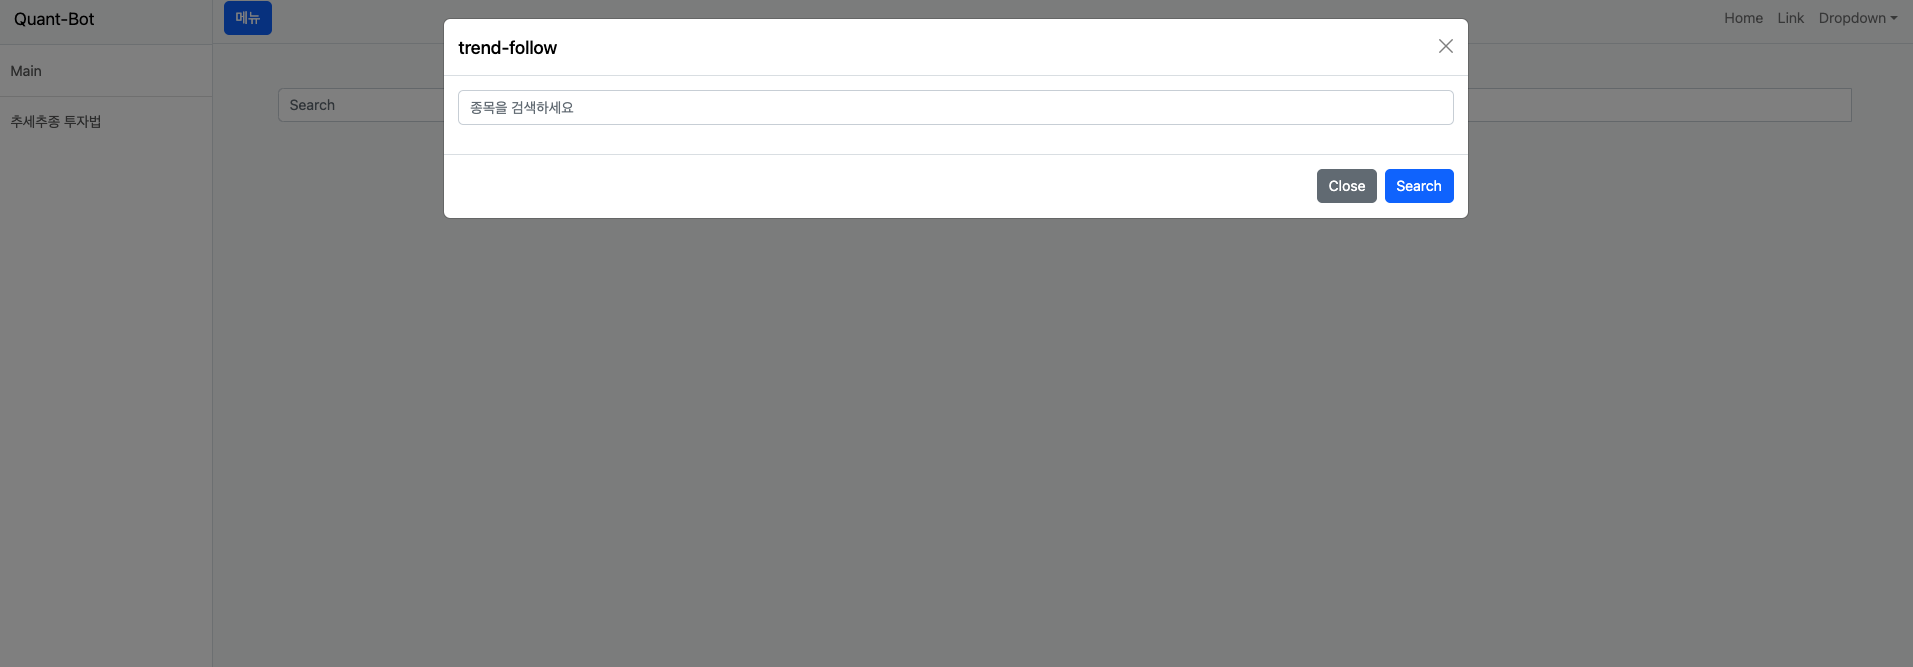 Quant-Bot
메뉴
Home Link Dropdown
Main
추세추종 투자법
Search
trend-follow
종목을 검색하세요
Close Search